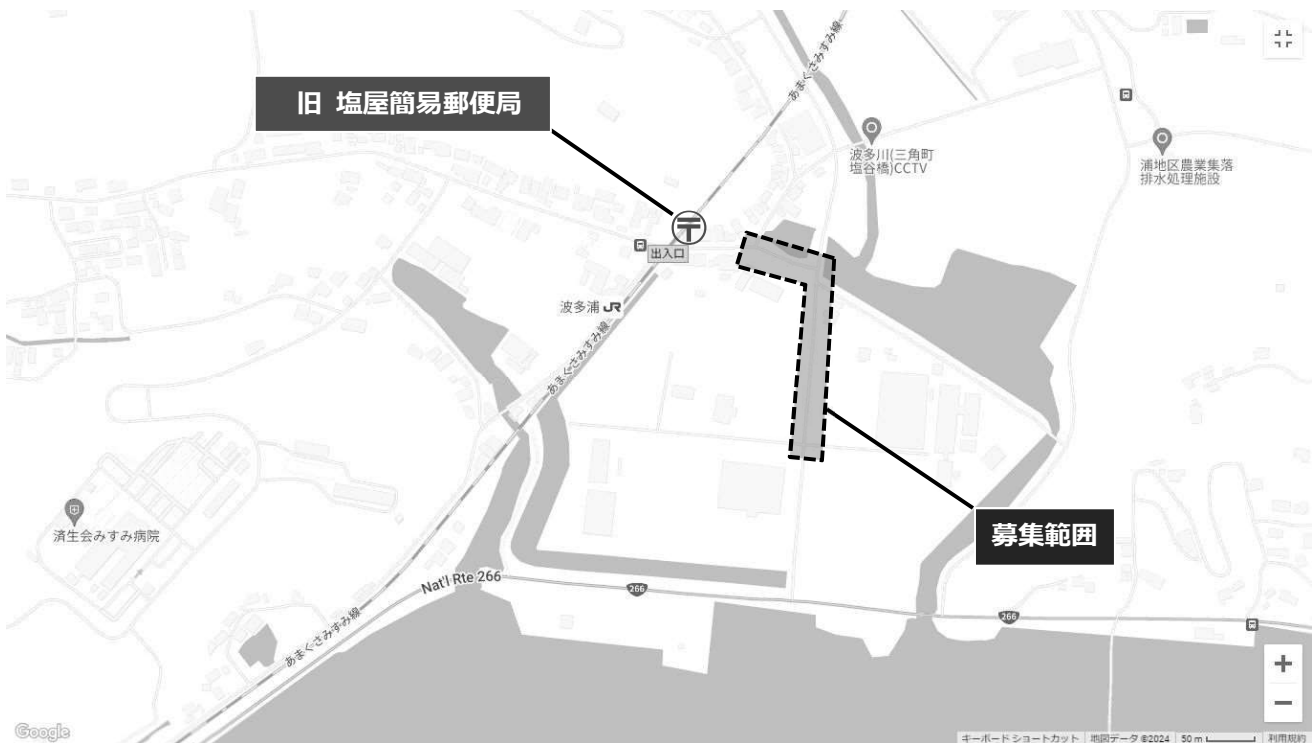 旧 塩屋簡易郵便局
あまくさみすみ線
波多川(三角町
塩谷橋)CCTV
浦地区農業集落
排水処理施設
出入口
波多浦 JR
あまくさみすみ線
済生会みすみ病院
募集範囲
Nat'l Rte 266
266
266
あまくさみすみ線
Google
キーボード ショートカット 地図データ ©2024 50 m 利用規約